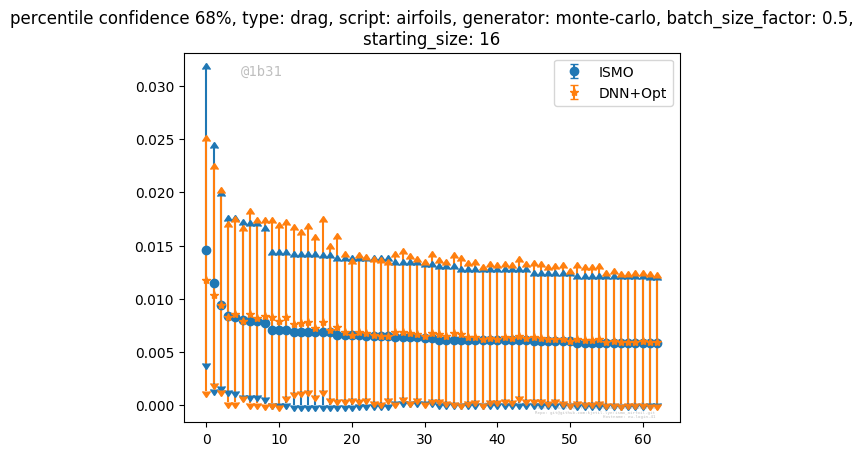 percentile confidence 68%, type: drag, script: airfoils, generator: monte-carlo, batch_size_factor: 0.5,
starting_size: 16
@1b31
ISMO
DNN+Opt
0.030
0.025
0.020
0.015
0.010
0.005
0.000
0 10 20 30 40 50 60